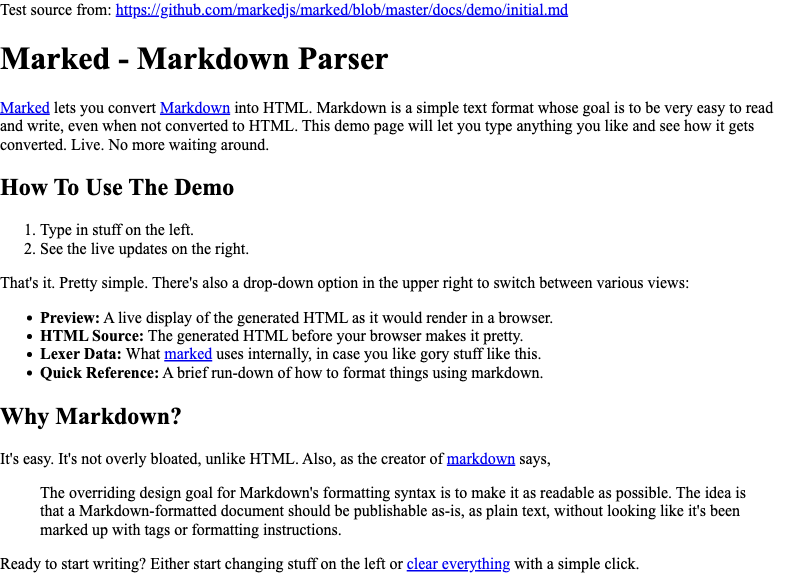 Test source from: https://github.com/markedjs/marked/blob/master/docs/demo/initial.md
Marked - Markdown Parser
Marked lets you convert Markdown into HTML. Markdown is a simple text format whose goal is to be very easy to read
and write, even when not converted to HTML. This demo page will let you type anything you like and see how it gets
converted. Live. No more waiting around.
How To Use The Demo
1. Type in stuff on the left.
2. See the live updates on the right.
That's it. Pretty simple. There's also a drop-down option in the upper right to switch between various views:
• Preview: A live display of the generated HTML as it would render in a browser.
• HTML Source: The generated HTML before your browser makes it pretty.
• Lexer Data: What marked uses internally, in case you like gory stuff like this.
• Quick Reference: A brief run-down of how to format things using markdown.
Why Markdown?
It's easy. It's not overly bloated, unlike HTML. Also, as the creator of markdown says,
The overriding design goal for Markdown's formatting syntax is to make it as readable as possible. The idea is
that a Markdown-formatted document should be publishable as-is, as plain text, without looking like it's been
marked up with tags or formatting instructions.
Ready to start writing? Either start changing stuff on the left or clear everything with a simple click.